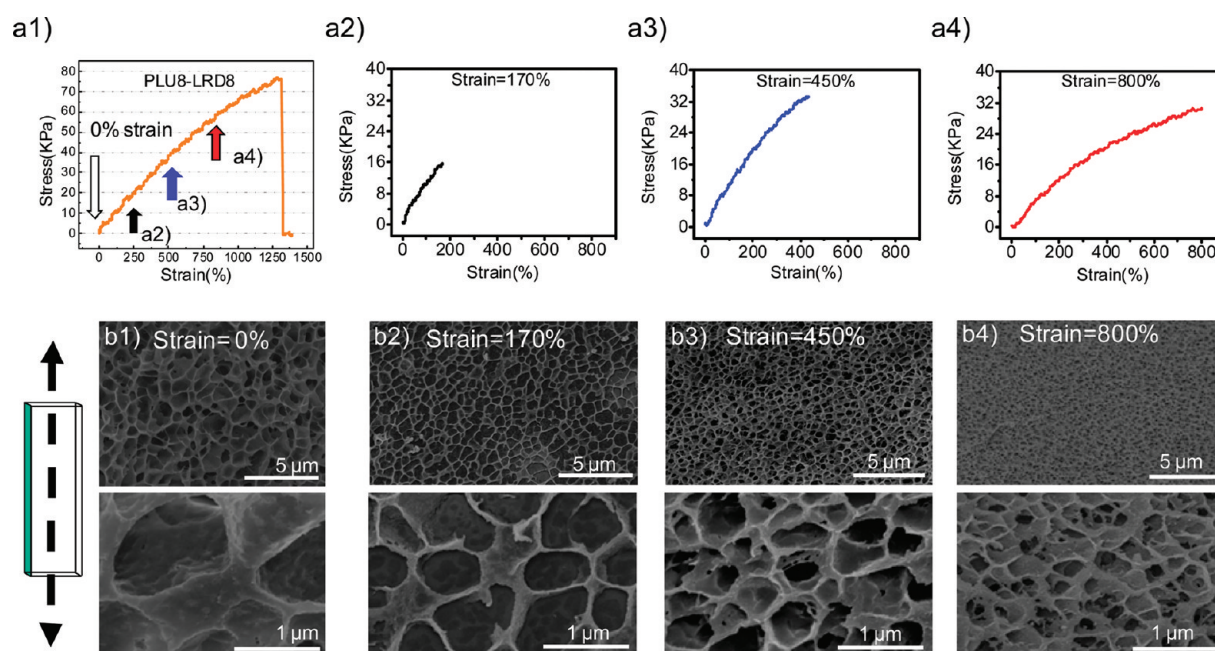 a1)
a2)
a3)
a4)
PLU8-LRD8
0% strain
a2)
a3)
a4)
Stress(KPa)
80
70
60
50
40
30
20
10
0
0 250 500 750 1000 1250 1500
Strain(%)
Strain=170%
Stress(KPa)
40
32
24
16
8
0
0 200 400 600 800
Strain(%)
Strain=450%
Stress(KPa)
40
32
24
16
8
0
0 200 400 600 800
Strain(%)
Strain=800%
Stress(KPa)
40
32
24
16
8
0
0 200 400 600 800
Strain(%)
b1) Strain= 0%
5 µm
1 µm
b2) Strain=170%
5 µm
1 µm
b3) Strain=450%
5 µm
1 µm
b4) Strain=800%
5 µm
1 µm